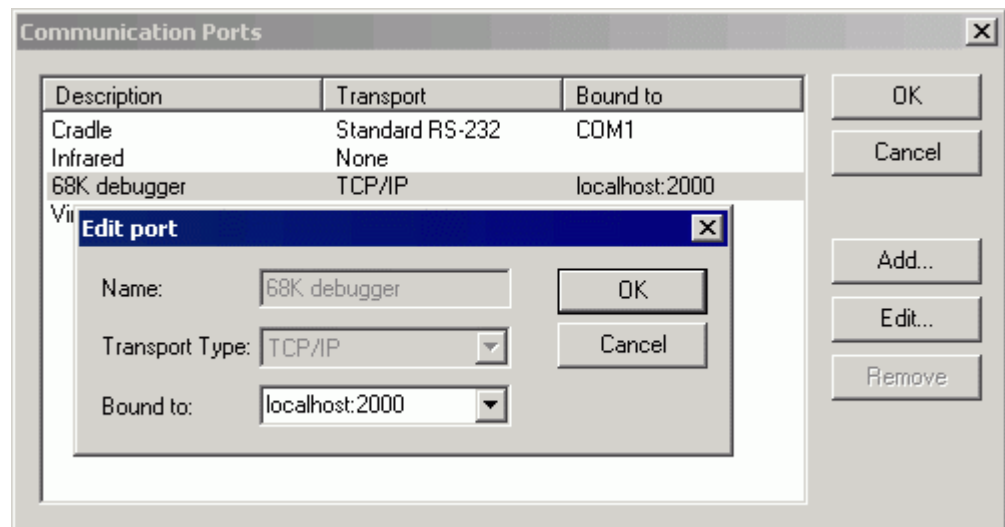 Communication Ports
Description Transport Bound to
Cradle Standard RS-232 COM1
Infrared None
68K debugger TCP/IP localhost:2000
OK
Cancel
Add...
Edit...
Remove
Edit port
Name: 68K debugger
Transport Type: TCP/IP
Bound to: localhost:2000
OK
Cancel